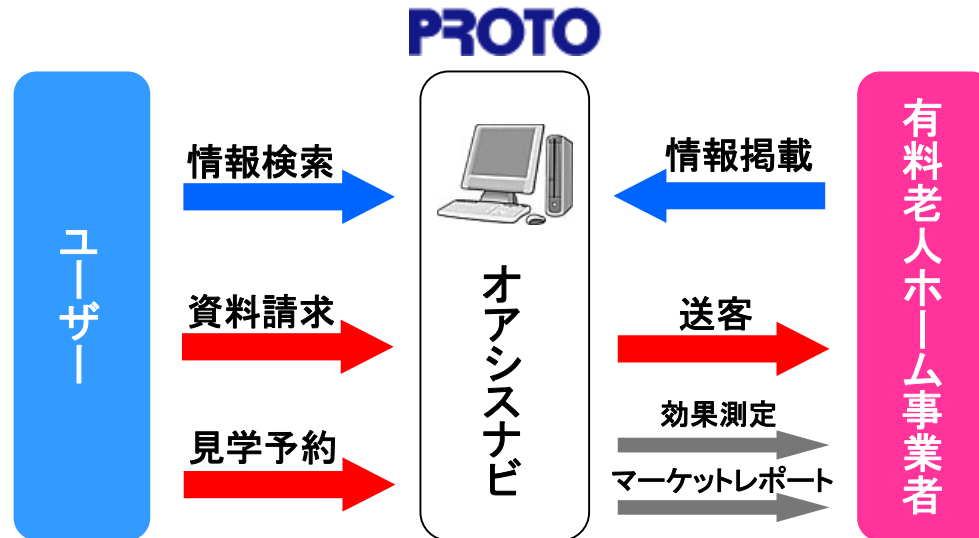 PROTO
ユーザー
情報検索
資料請求
見学予約
オアシスナビ
情報掲載
送客
効果測定
マーケットレポート
有料老人ホーム事業者